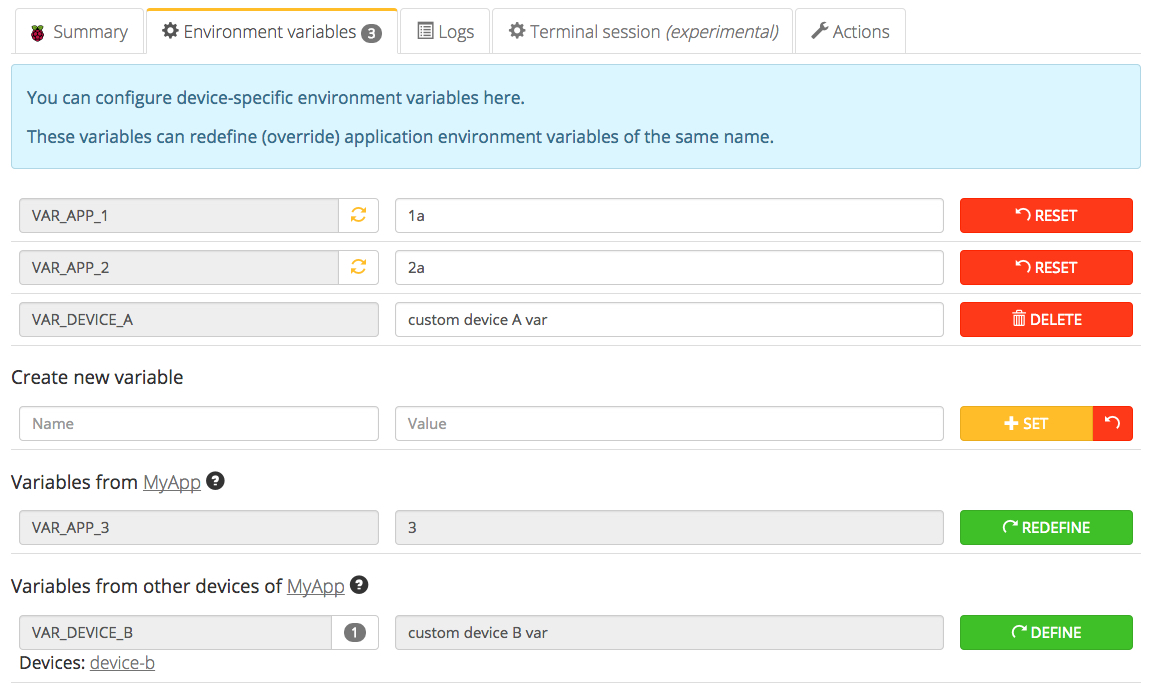 Summary Environment variables 3 Logs Terminal session (experimental) Actions
You can configure device-specific environment variables here.
These variables can redefine (override) application environment variables of the same name.
VAR_APP_1 1a RESET
VAR_APP_2 2a RESET
VAR_DEVICE_A custom device A var DELETE
Create new variable
Name Value SET
Variables from MyApp ?
VAR_APP_3 3 REDEFINE
Variables from other devices of MyApp ?
VAR_DEVICE_B 1 custom device B var DEFINE
Devices: device-b